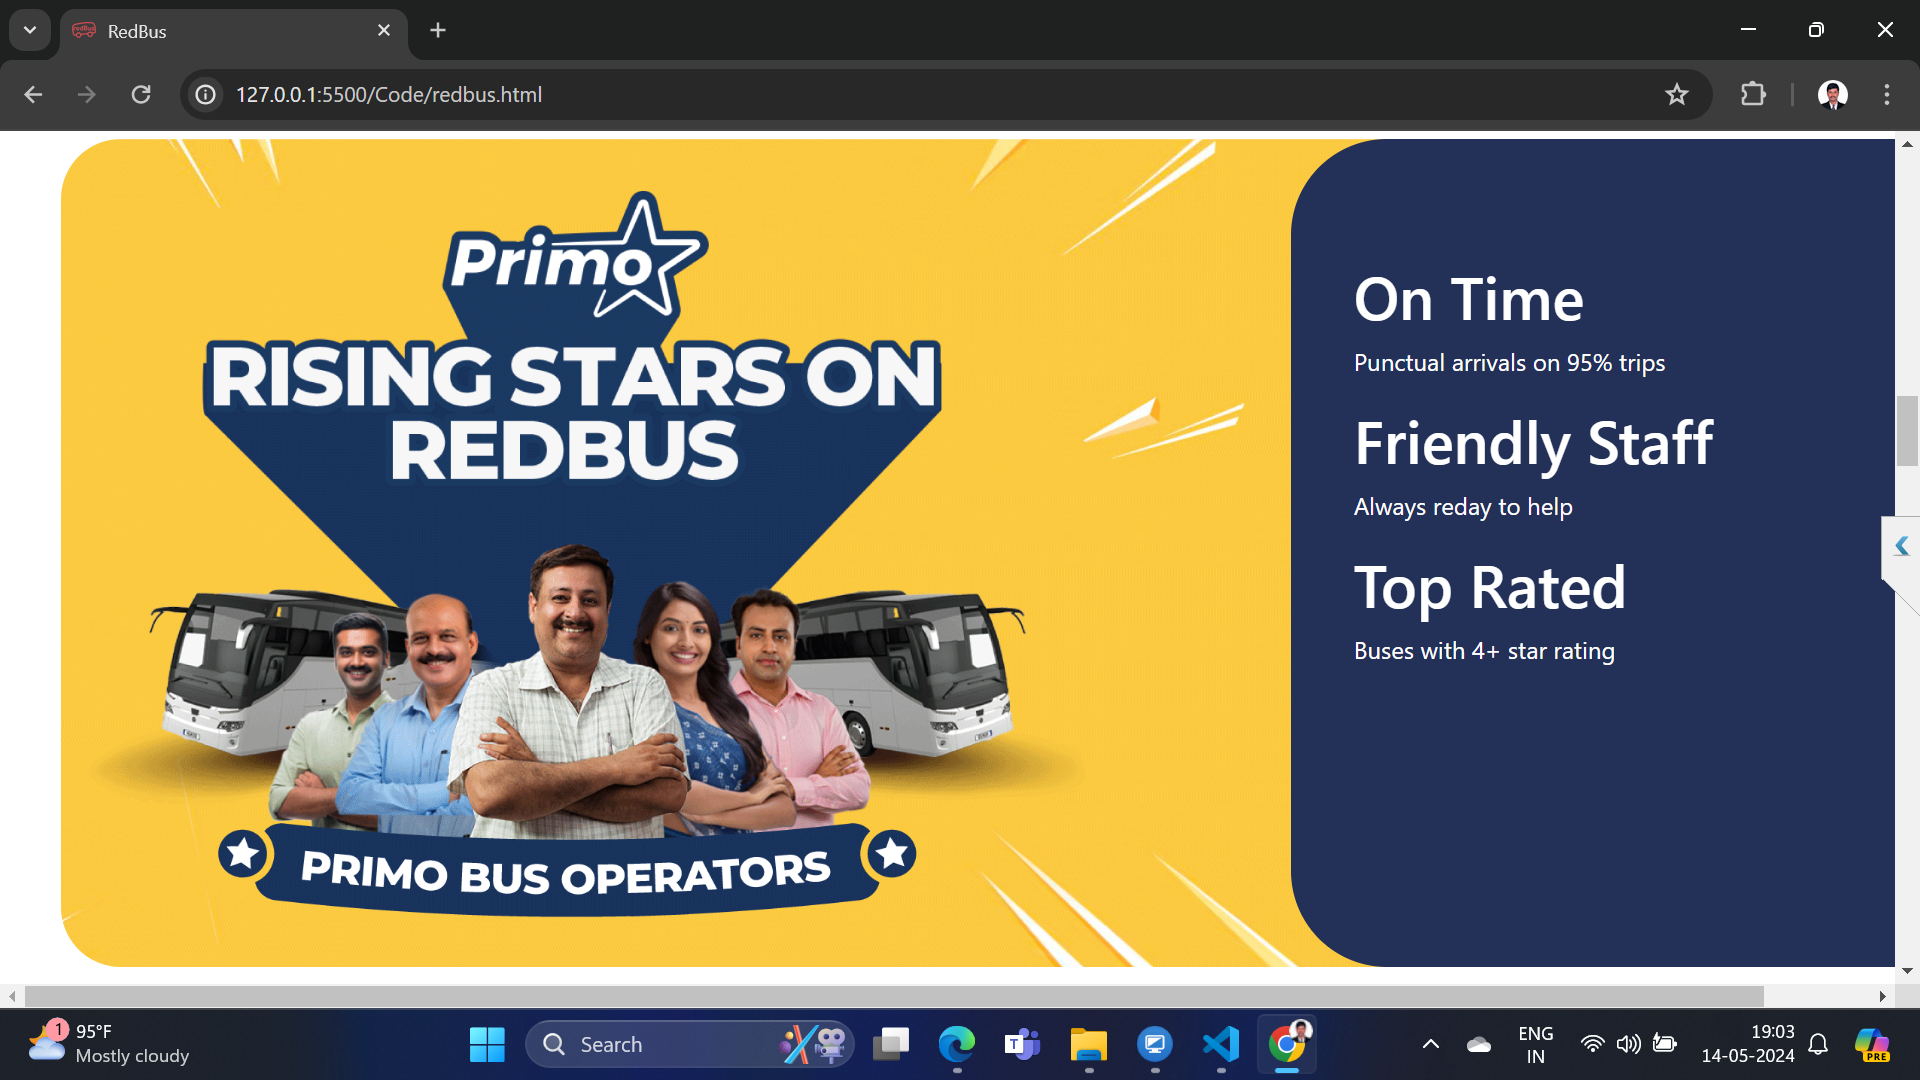 RedBus
127.0.0.1:5500/Code/redbus.html
Primo
RISING STARS ON
REDBUS
PRIMO BUS OPERATORS
On Time
Punctual arrivals on 95% trips
Friendly Staff
Always reday to help
Top Rated
Buses with 4+ star rating
1
95°F
Mostly cloudy
Search
T
ENG
IN
19:03
14-05-2024
PRE